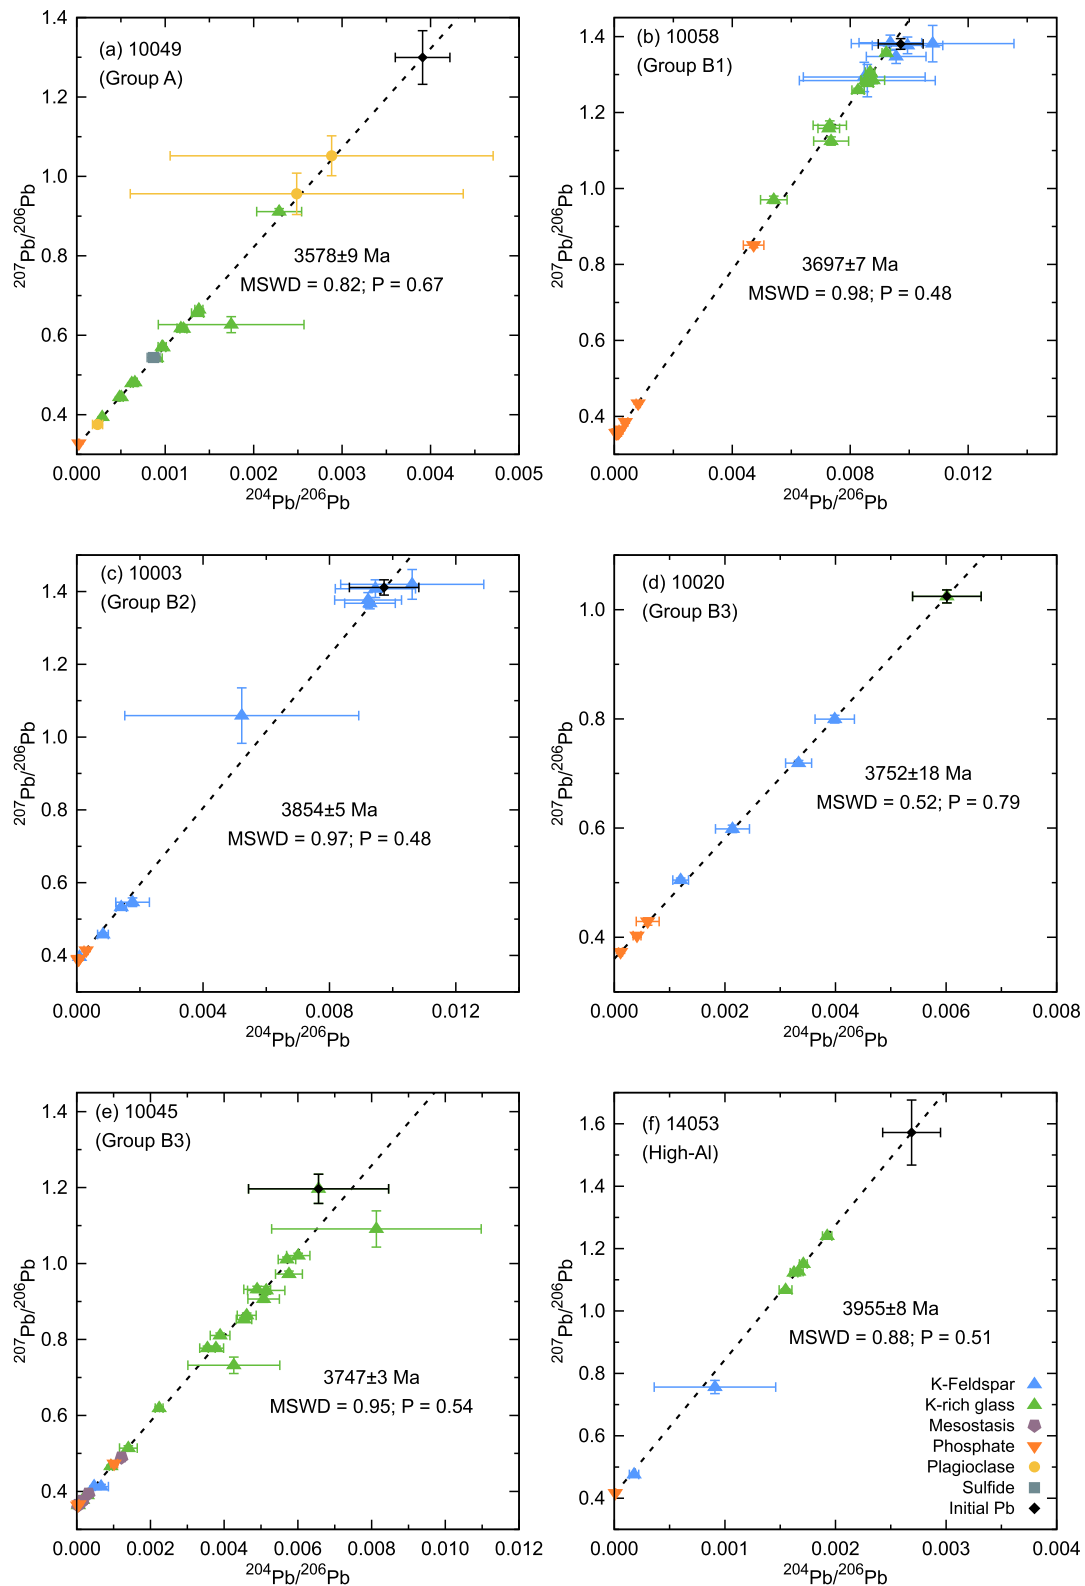 (a) 10049
(Group A)
3578±9 Ma
MSWD = 0.82; P = 0.67
1.4
1.2
1.0
0.8
0.6
0.4
0.000 0.001 0.002 0.003 0.004 0.005
²⁰⁷Pb/²⁰⁶Pb
²⁰⁴Pb/²⁰⁶Pb
(b) 10058
(Group B1)
3697±7 Ma
MSWD = 0.98; P = 0.48
1.4
1.2
1.0
0.8
0.6
0.4
0.000 0.004 0.008 0.012
²⁰⁷Pb/²⁰⁶Pb
²⁰⁴Pb/²⁰⁶Pb
(c) 10003
(Group B2)
3854±5 Ma
MSWD = 0.97; P = 0.48
1.4
1.2
1.0
0.8
0.6
0.4
0.000 0.004 0.008 0.012
²⁰⁷Pb/²⁰⁶Pb
²⁰⁴Pb/²⁰⁶Pb
(d) 10020
(Group B3)
3752±18 Ma
MSWD = 0.52; P = 0.79
1.0
0.8
0.6
0.4
0.000 0.002 0.004 0.006 0.008
²⁰⁷Pb/²⁰⁶Pb
²⁰⁴Pb/²⁰⁶Pb
(e) 10045
(Group B3)
3747±3 Ma
MSWD = 0.95; P = 0.54
1.4
1.2
1.0
0.8
0.6
0.4
0.000 0.002 0.004 0.006 0.008 0.010 0.012
²⁰⁷Pb/²⁰⁶Pb
²⁰⁴Pb/²⁰⁶Pb
(f) 14053
(High-Al)
3955±8 Ma
MSWD = 0.88; P = 0.51
1.6
1.4
1.2
1.0
0.8
0.6
0.4
0.000 0.001 0.002 0.003 0.004
²⁰⁷Pb/²⁰⁶Pb
²⁰⁴Pb/²⁰⁶Pb
K-Feldspar
K-rich glass
Mesostasis
Phosphate
Plagioclase
Sulfide
Initial Pb